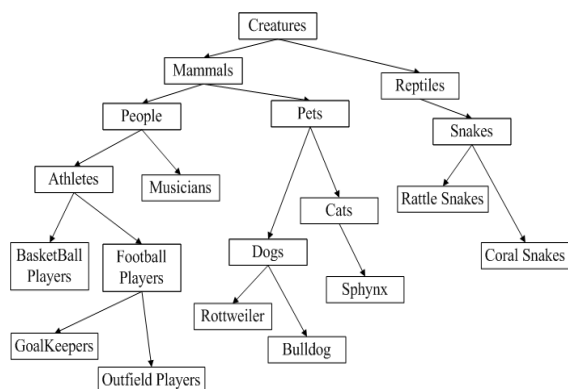 Creatures
Mammals
Reptiles
People
Pets
Snakes
Athletes
Musicians
Cats
Rattle Snakes
BasketBall
Players
Football
Players
Dogs
Coral Snakes
Sphynx
Rottweiler
GoalKeepers
Bulldog
Outfield Players